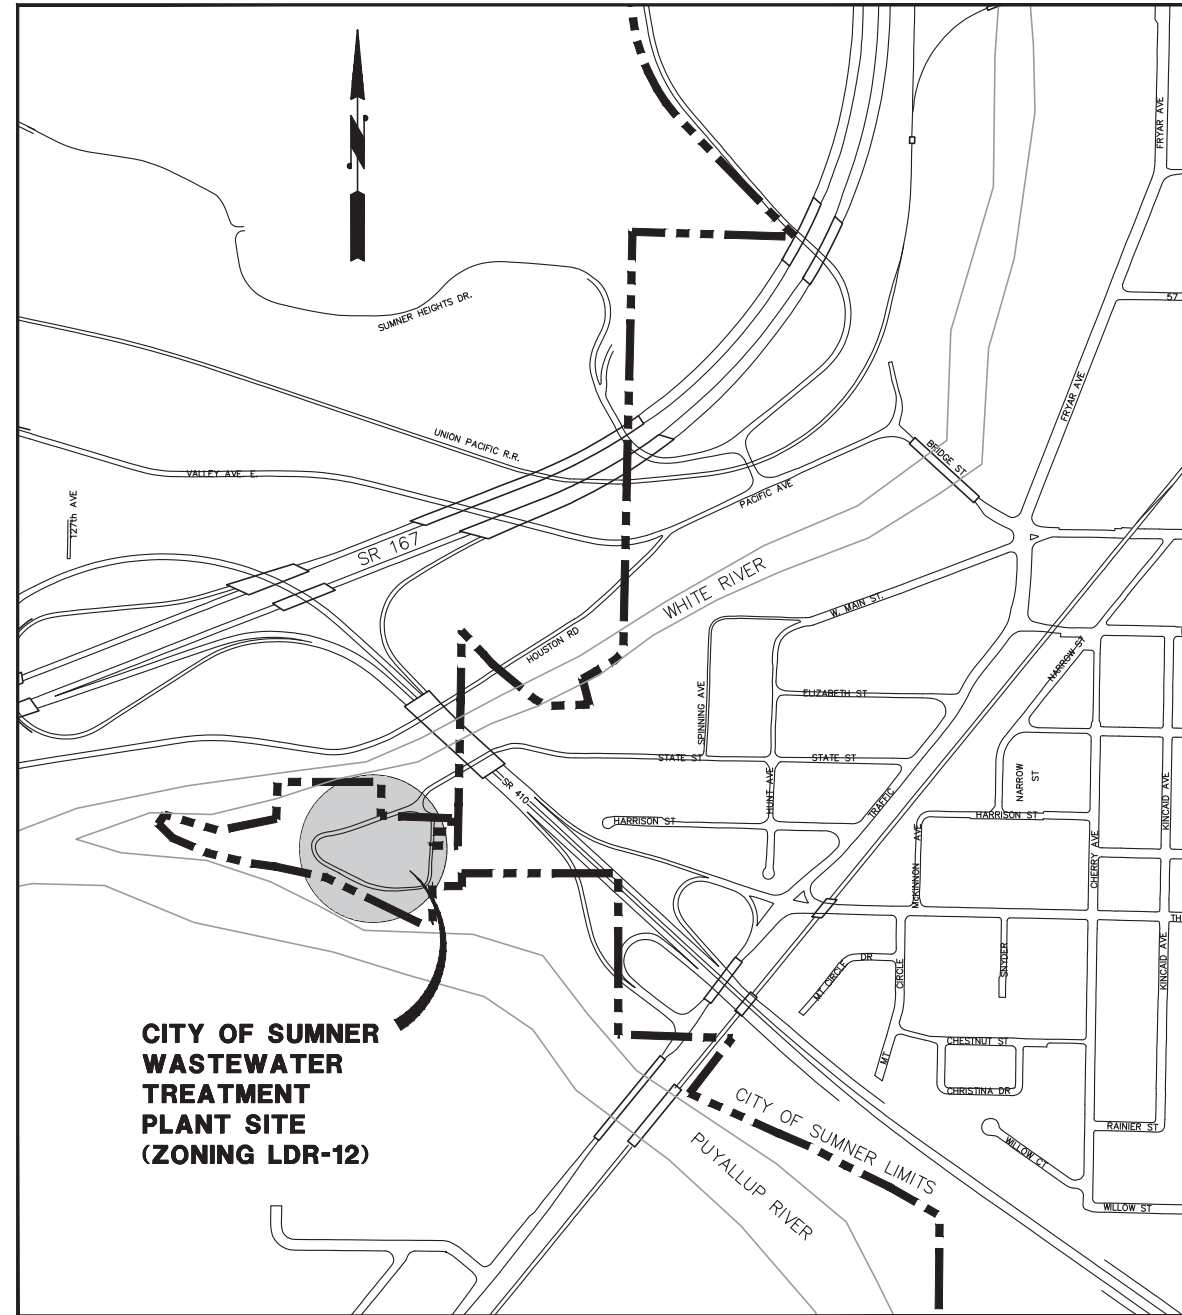 FRYAR AVE
SUMNER HEIGHTS DR.
57
FRYAR AVE
UNION PACIFIC R.R.
BRIDGE ST.
VALLEY AVE E.
PACIFIC AVE
127th AVE
SR 167
WHITE RIVER
W. MAIN ST.
HOUSTON RD
NARROW ST
ELIZABETH ST
SPINNING AVE
STATE ST
STATE ST
HUNT AVE
NARROW
ST
SR 410
TRAFFIC
KINCAID AVE
HARRISON ST
HARRISON ST
McKINNON AVE
CHERRY AVE
TH
KINCAID AVE
SNYDER
MT CIRCLE DR
CIRCLE
MT
CHESTNUT ST
CHRISTINA DR
CITY OF SUMNER
WASTEWATER
TREATMENT
PLANT SITE
(ZONING LDR-12)
CITY OF SUMNER LIMITS
PUYALLUP RIVER
RAINIER ST
WILLOW CT
WILLOW ST